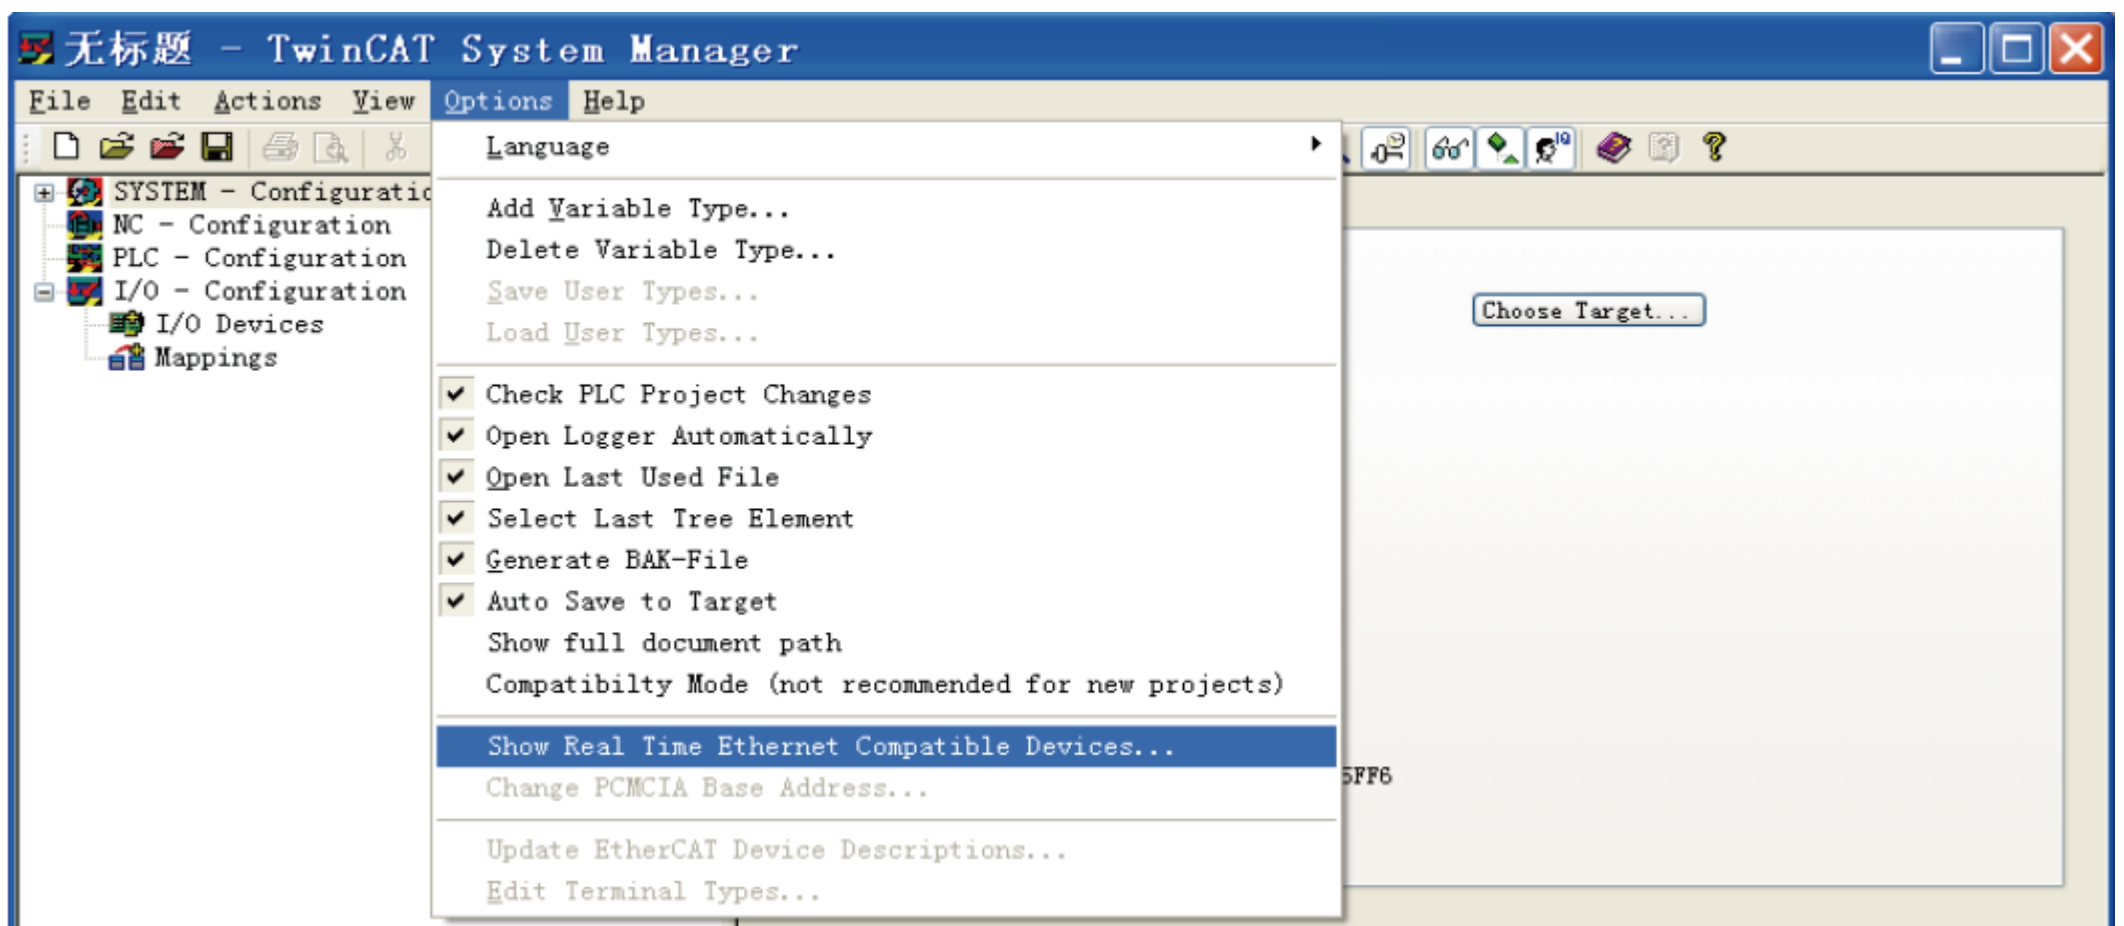 无标题 - TwinCAT System Manager
File Edit Actions View Options Help
Language
SYSTEM - Configuratio
NC - Configuration
PLC - Configuration
I/O - Configuration
I/O Devices
Mappings
Add Variable Type...
Delete Variable Type...
Save User Types...
Load User Types...
Check PLC Project Changes
Open Logger Automatically
Open Last Used File
Select Last Tree Element
Generate BAK-File
Auto Save to Target
Show full document path
Compatibilty Mode (not recommended for new projects)
Show Real Time Ethernet Compatible Devices...
Change PCMCIA Base Address...
Update EtherCAT Device Descriptions...
Edit Terminal Types...
Choose Target...
5FF6